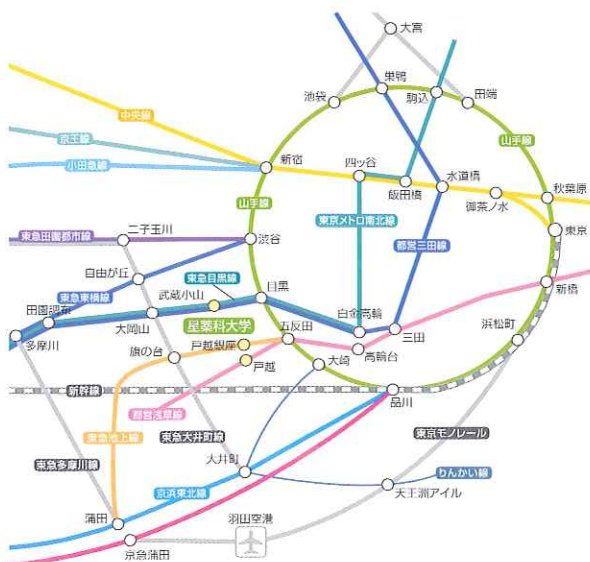 大宮
巣鴨
池袋
駒込
田端
中央線
京王線
小田急線
新宿
四ッ谷
飯田橋
水道橋
山手線
御茶ノ水
秋葉原
山手線
東京メトロ南北線
都営三田線
東京
東急田園都市線
二子玉川
渋谷
自由が丘
東急東横線
東急目黒線
武蔵小山
目黒
新橋
田園調布
大岡山
星薬科大学
白金高輪
三田
浜松町
多摩川
旗の台
戸越銀座
五反田
戸越
高輪台
大崎
新幹線
品川
都営浅草線
東急池上線
東急大井町線
東京モノレール
東急多摩川線
大井町
りんかい線
京浜東北線
天王洲アイル
蒲田
羽田空港
京急蒲田